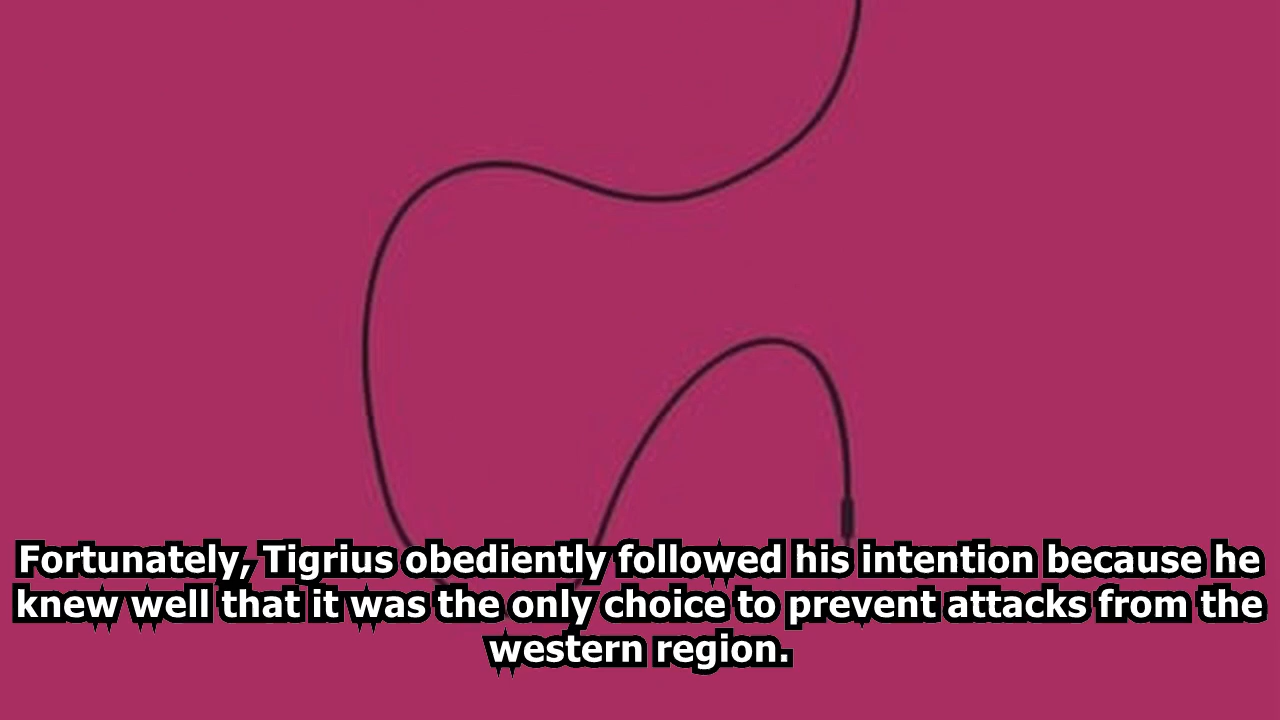 Fortunately, Tigrius obediently followed his intention because he
knew well that it was the only choice to prevent attacks from the
western region.